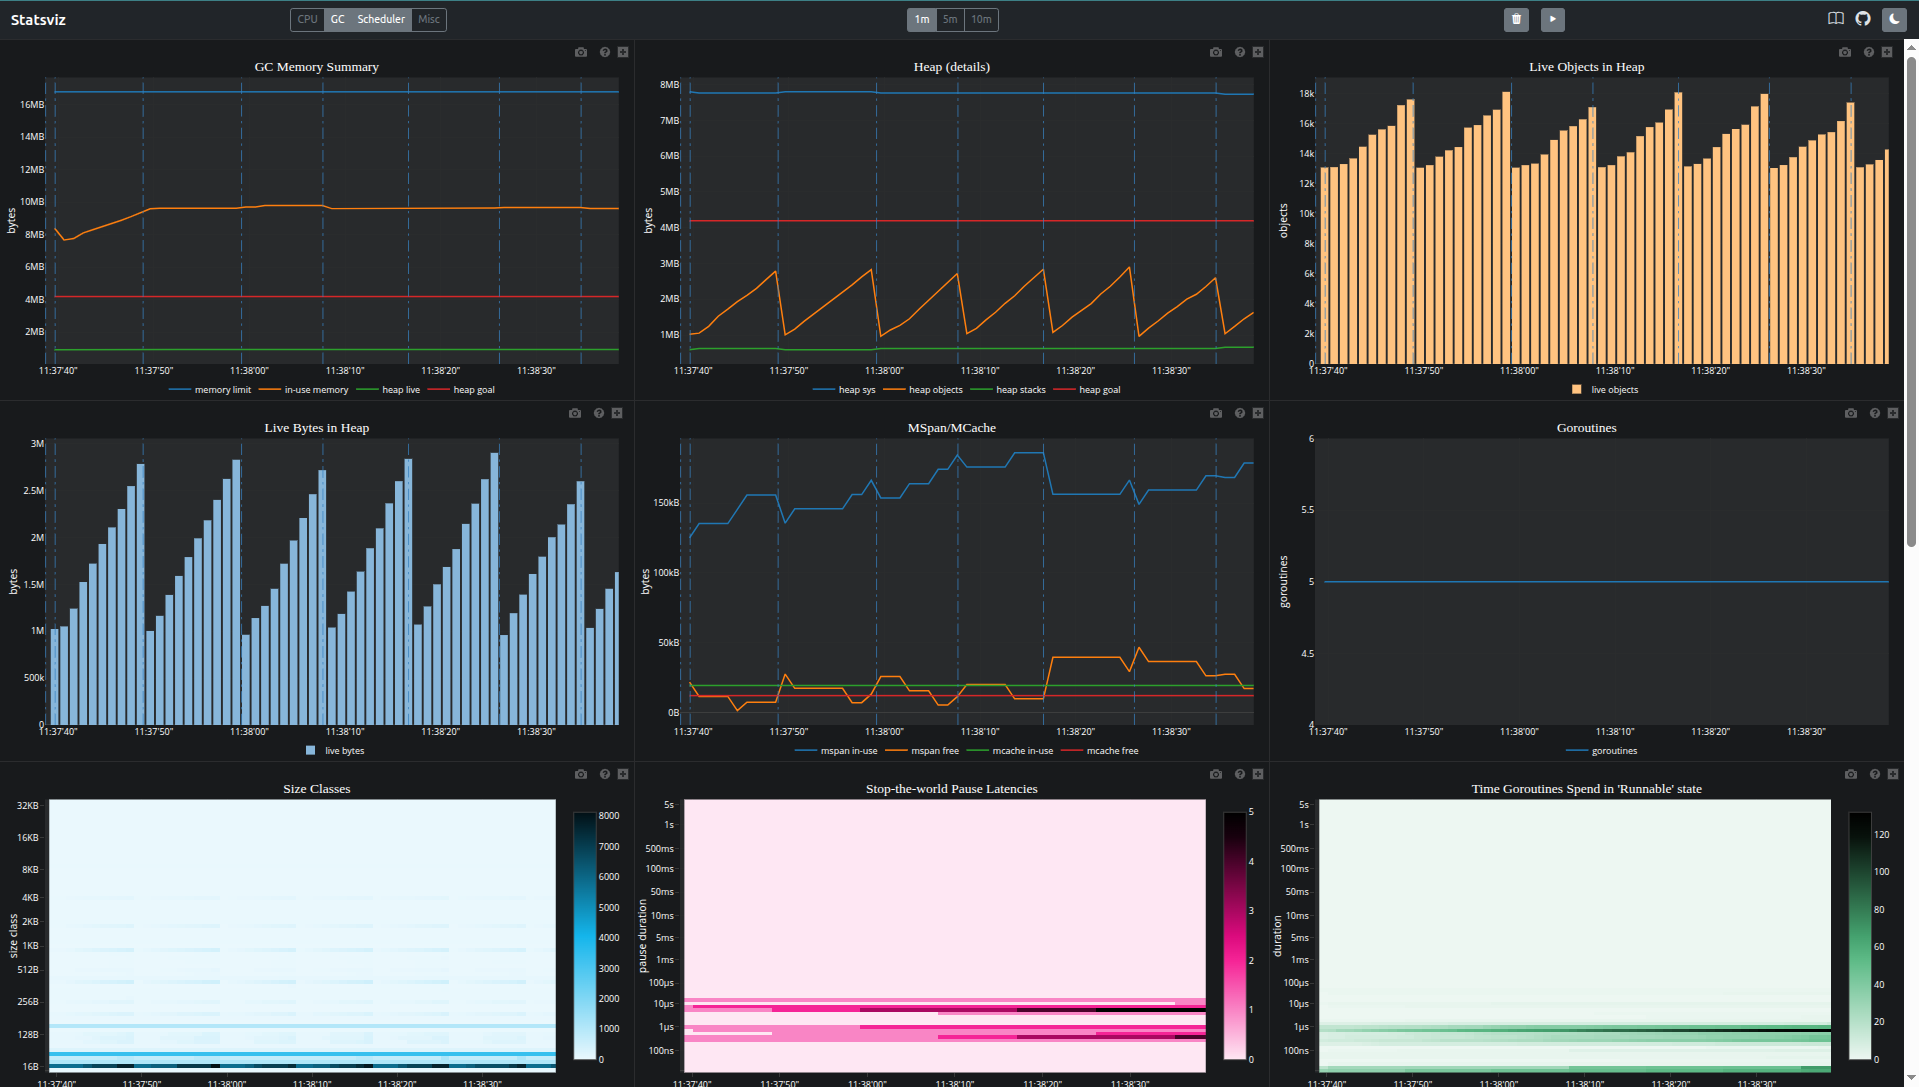 Statsviz
CPU GC Scheduler Misc
1m 5m 10m
GC Memory Summary
16MB
14MB
12MB
10MB
8MB
6MB
4MB
2MB
bytes
11:37'40" 11:37'50" 11:38'00" 11:38'10" 11:38'20" 11:38'30"
memory limit in-use memory heap live heap goal
Heap (details)
8MB
7MB
6MB
5MB
4MB
3MB
2MB
1MB
bytes
11:37'40" 11:37'50" 11:38'00" 11:38'10" 11:38'20" 11:38'30"
heap sys heap objects heap stacks heap goal
Live Objects in Heap
18k
16k
14k
12k
10k
8k
6k
4k
2k
0
objects
11:37'40" 11:37'50" 11:38'00" 11:38'10" 11:38'20" 11:38'30"
live objects
Live Bytes in Heap
3M
2.5M
2M
1.5M
1M
500k
0
bytes
11:37'40" 11:37'50" 11:38'00" 11:38'10" 11:38'20" 11:38'30"
live bytes
MSpan/MCache
150kB
100kB
50kB
0B
bytes
11:37'40" 11:37'50" 11:38'00" 11:38'10" 11:38'20" 11:38'30"
mspan in-use mspan free mcache in-use mcache free
Goroutines
6
5.5
5
4.5
4
goroutines
11:37'40" 11:37'50" 11:38'00" 11:38'10" 11:38'20" 11:38'30"
goroutines
Size Classes
32KB
16KB
8KB
4KB
2KB
1KB
512B
256B
128B
16B
size class
8000
7000
6000
5000
4000
3000
2000
1000
0
11:37'40" 11:37'50" 11:38'00" 11:38'10" 11:38'20" 11:38'30"
Stop-the-world Pause Latencies
5s
1s
500ms
100ms
50ms
10ms
5ms
1ms
100µs
10µs
1µs
100ns
pause duration
5
4
3
2
1
0
11:37'40" 11:37'50" 11:38'00" 11:38'10" 11:38'20" 11:38'30"
Time Goroutines Spend in 'Runnable' state
5s
1s
500ms
100ms
50ms
10ms
5ms
1ms
100µs
10µs
1µs
100ns
duration
120
100
80
60
40
20
0
11:37'40" 11:37'50" 11:38'00" 11:38'10" 11:38'20" 11:38'30"